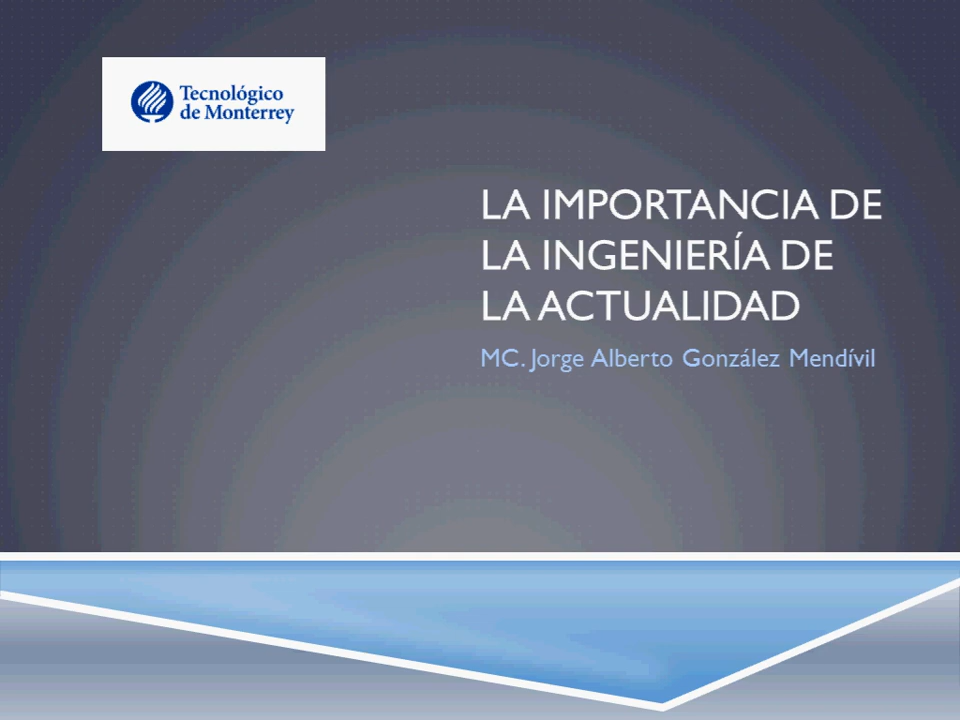 Tecnológico
de Monterrey
LA IMPORTANCIA DE
LA INGENIERÍA DE
LA ACTUALIDAD
MC. Jorge Alberto González Mendívil